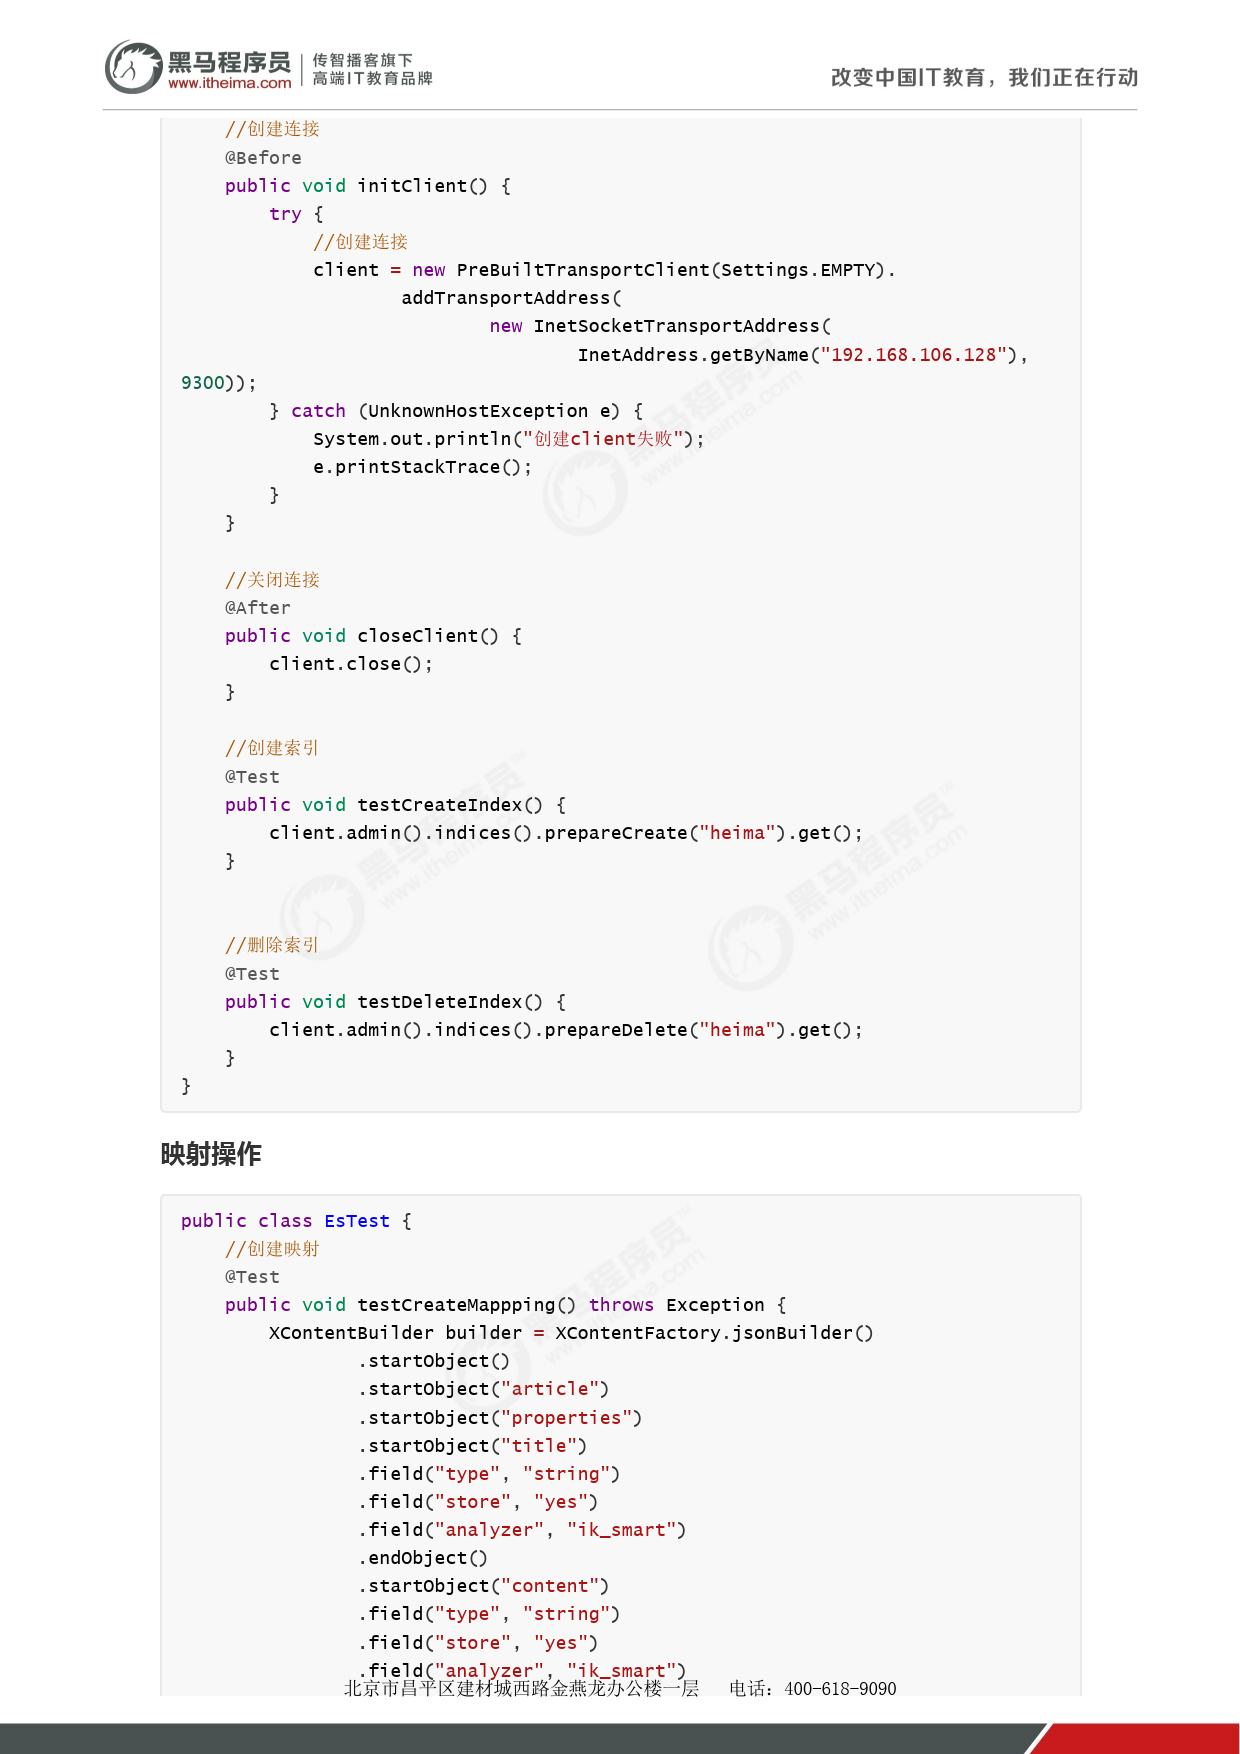 黑马程序员
www.itheima.com
传智播客旗下
高端IT教育品牌
改变中国IT教育，我们正在行动
    //创建连接
    @Before
    public void initClient() {
        try {
            //创建连接
            client = new PreBuiltTransportClient(Settings.EMPTY).
                    addTransportAddress(
                            new InetSocketTransportAddress(
                                    InetAddress.getByName("192.168.106.128"),
9300));
        } catch (UnknownHostException e) {
            System.out.println("创建client失败");
            e.printStackTrace();
        }
    }
    //关闭连接
    @After
    public void closeClient() {
        client.close();
    }
    //创建索引
    @Test
    public void testCreateIndex() {
        client.admin().indices().prepareCreate("heima").get();
    }
    //删除索引
    @Test
    public void testDeleteIndex() {
        client.admin().indices().prepareDelete("heima").get();
    }
}
映射操作
public class EsTest {
    //创建映射
    @Test
    public void testCreateMappping() throws Exception {
        XContentBuilder builder = XContentFactory.jsonBuilder()
                .startObject()
                .startObject("article")
                .startObject("properties")
                .startObject("title")
                .field("type", "string")
                .field("store", "yes")
                .field("analyzer", "ik_smart")
                .endObject()
                .startObject("content")
                .field("type", "string")
                .field("store", "yes")
                .field("analyzer", "ik_smart")
北京市昌平区建材城西路金燕龙办公楼一层    电话：400-618-9090